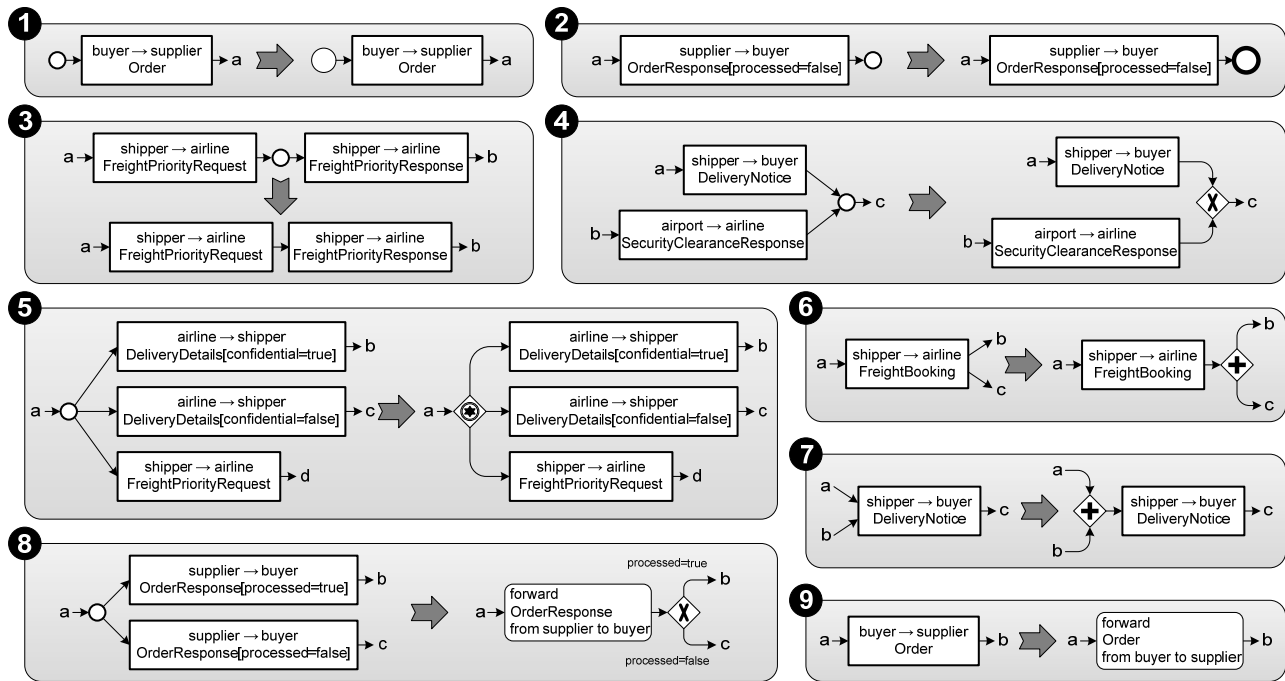 1
buyer → supplier
Order
a
buyer → supplier
Order
a
2
a
supplier → buyer
OrderResponse[processed=false]
a
supplier → buyer
OrderResponse[processed=false]
3
a
shipper → airline
FreightPriorityRequest
shipper → airline
FreightPriorityResponse
b
a
shipper → airline
FreightPriorityRequest
shipper → airline
FreightPriorityResponse
b
4
a
shipper → buyer
DeliveryNotice
b
airport → airline
SecurityClearanceResponse
c
a
shipper → buyer
DeliveryNotice
b
airport → airline
SecurityClearanceResponse
c
5
a
airline → shipper
DeliveryDetails[confidential=true]
b
airline → shipper
DeliveryDetails[confidential=false]
c
shipper → airline
FreightPriorityRequest
d
a
airline → shipper
DeliveryDetails[confidential=true]
b
airline → shipper
DeliveryDetails[confidential=false]
c
shipper → airline
FreightPriorityRequest
d
6
a
shipper → airline
FreightBooking
b
c
a
shipper → airline
FreightBooking
b
c
7
a
b
shipper → buyer
DeliveryNotice
c
a
b
shipper → buyer
DeliveryNotice
c
8
a
supplier → buyer
OrderResponse[processed=true]
b
supplier → buyer
OrderResponse[processed=false]
c
a
forward
OrderResponse
from supplier to buyer
processed=true
b
c
processed=false
9
a
buyer → supplier
Order
b
a
forward
Order
from buyer to supplier
b